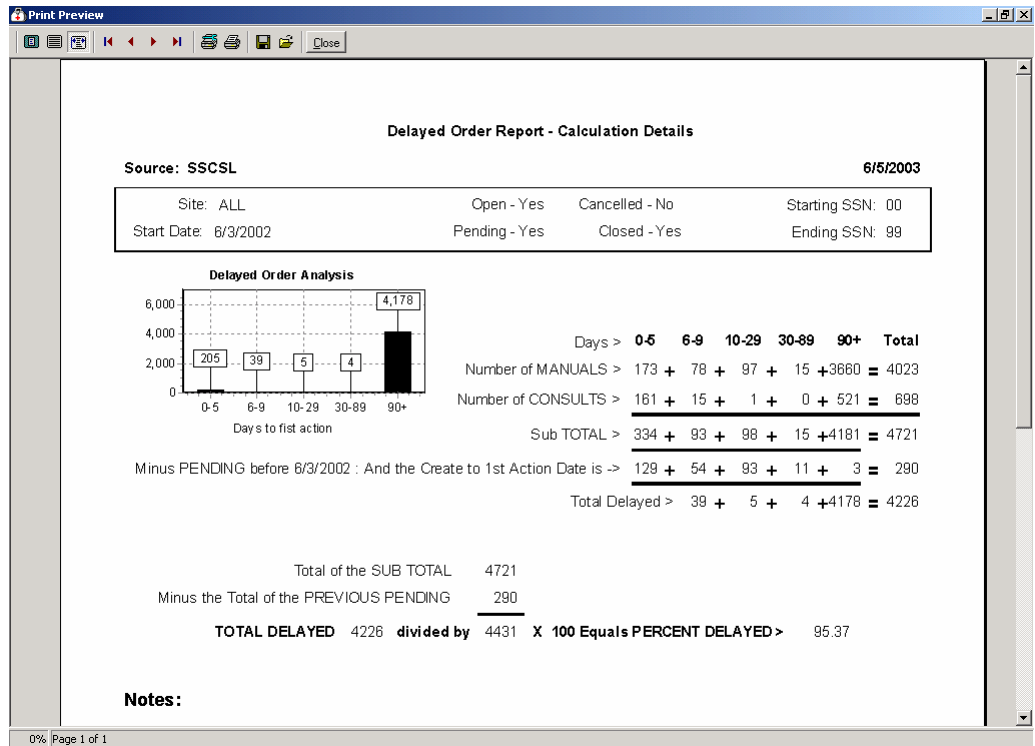 Print Preview
Close
Delayed Order Report - Calculation Details
Source: SSCSL 6/5/2003
Site: ALL Open - Yes Cancelled - No Starting SSN: 00
Start Date: 6/3/2002 Pending - Yes Closed - Yes Ending SSN: 99
Delayed Order Analysis
6,000
4,000
2,000
0
205 39 5 4 4,178
0-5 6-9 10-29 30-89 90+
Days to fist action
Days > 0-5 6-9 10-29 30-89 90+ Total
Number of MANUALS > 173 + 78 + 97 + 15 +3660 = 4023
Number of CONSULTS > 161 + 15 + 1 + 0 + 521 = 698
Sub TOTAL > 334 + 93 + 98 + 15 +4181 = 4721
Minus PENDING before 6/3/2002 : And the Create to 1st Action Date is -> 129 + 54 + 93 + 11 + 3 = 290
Total Delayed > 39 + 5 + 4 +4178 = 4226
Total of the SUB TOTAL 4721
Minus the Total of the PREVIOUS PENDING 290
TOTAL DELAYED 4226 divided by 4431 X 100 Equals PERCENT DELAYED > 95.37
Notes:
0% Page 1 of 1